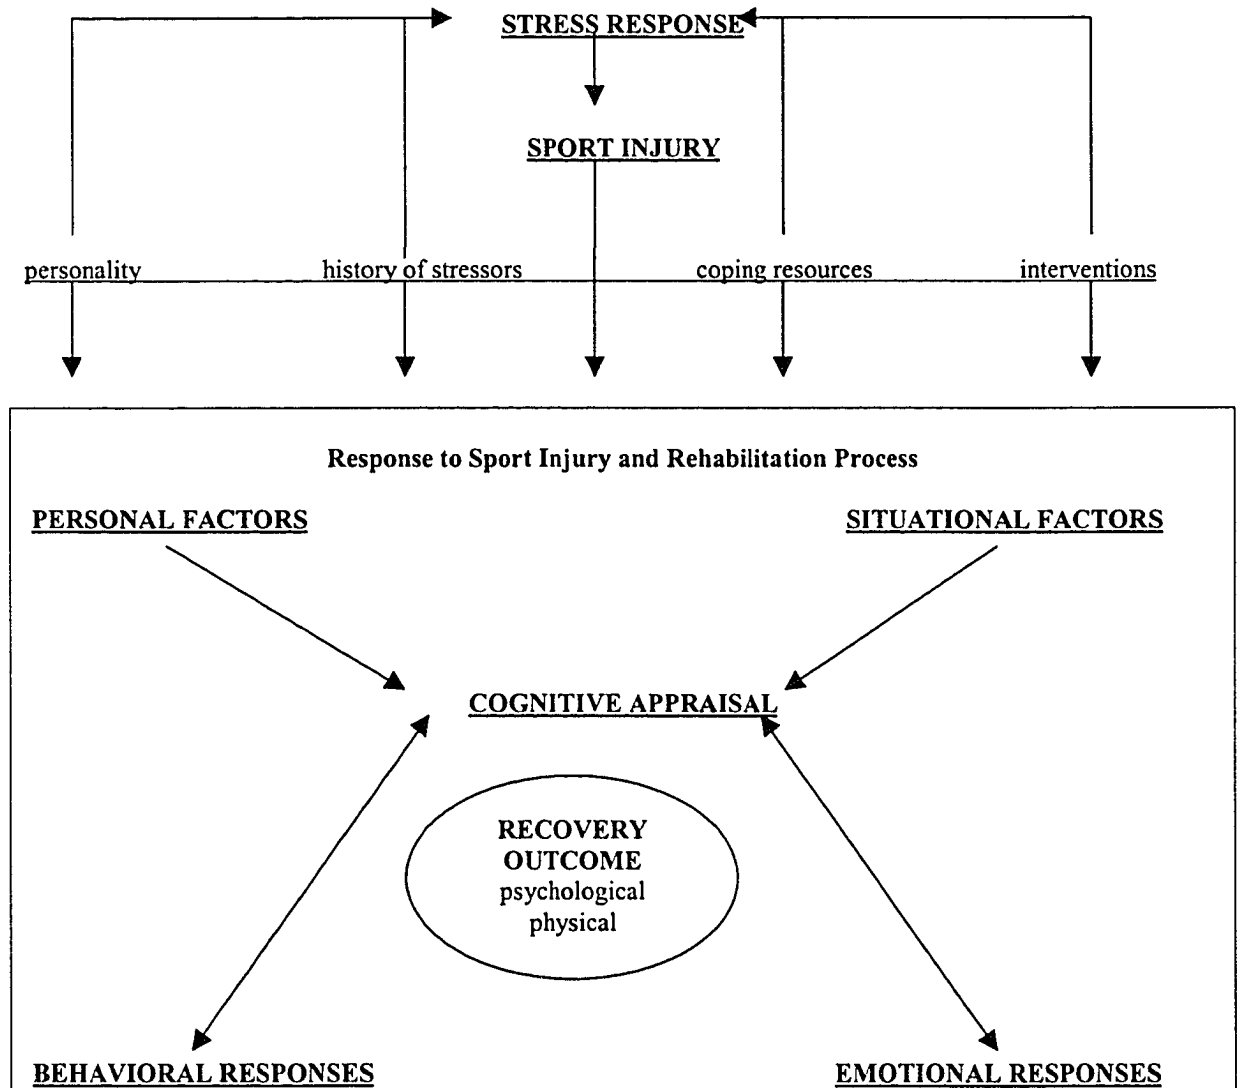 STRESS RESPONSE
SPORT INJURY
personality history of stressors coping resources interventions
Response to Sport Injury and Rehabilitation Process
PERSONAL FACTORS SITUATIONAL FACTORS
COGNITIVE APPRAISAL
RECOVERY
OUTCOME
psychological
physical
BEHAVIORAL RESPONSES EMOTIONAL RESPONSES